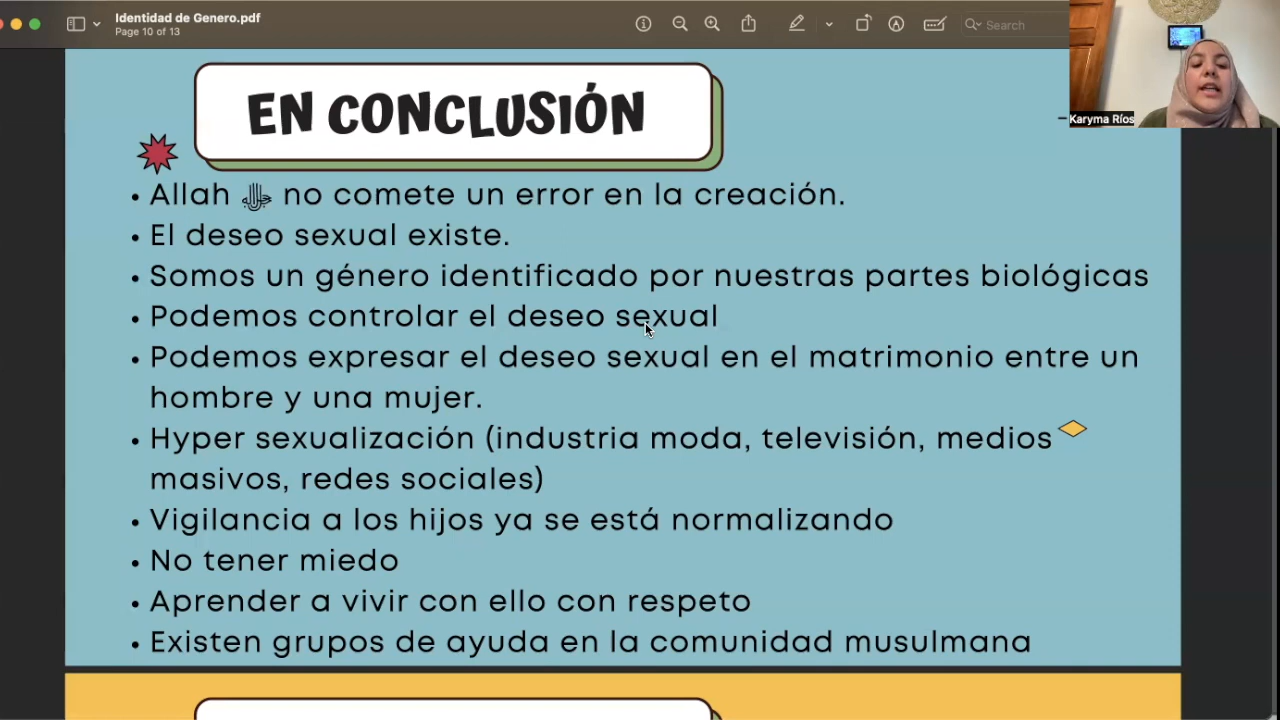 Identidad de Genero.pdf
Page 10 of 13
Search
Karyma Ríos
EN CONCLUSIÓN
• Allah ﷻ no comete un error en la creación.
• El deseo sexual existe.
• Somos un género identificado por nuestras partes biológicas
• Podemos controlar el deseo sexual
• Podemos expresar el deseo sexual en el matrimonio entre un
hombre y una mujer.
• Hyper sexualización (industria moda, televisión, medios
masivos, redes sociales)
• Vigilancia a los hijos ya se está normalizando
• No tener miedo
• Aprender a vivir con ello con respeto
• Existen grupos de ayuda en la comunidad musulmana